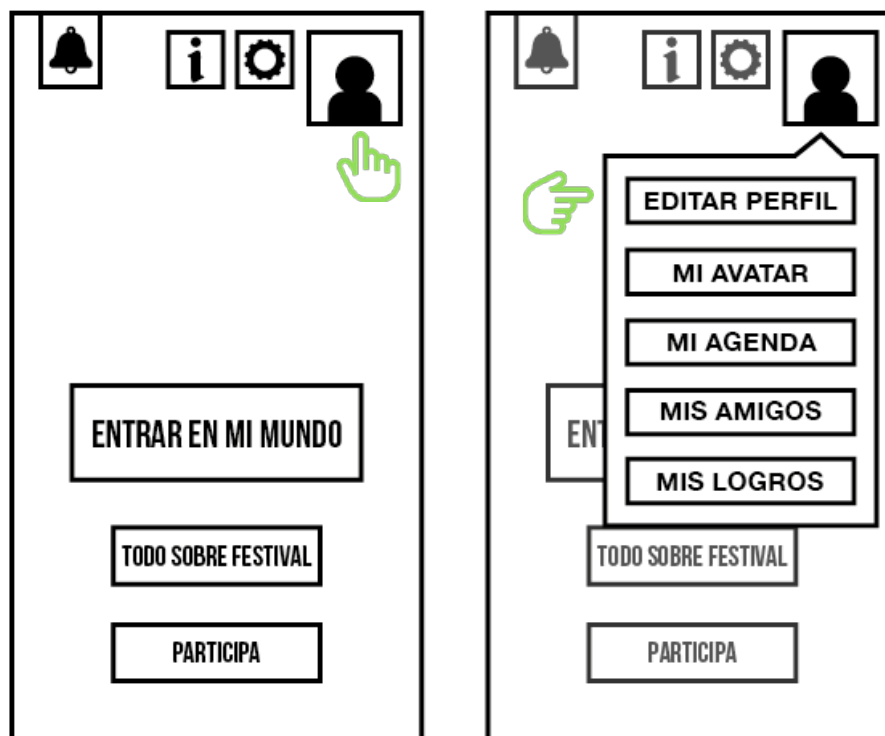 i
ENTRAR EN MI MUNDO
TODO SOBRE FESTIVAL
PARTICIPA
i
EDITAR PERFIL
MI AVATAR
MI AGENDA
MIS AMIGOS
MIS LOGROS
ENT
TODO SOBRE FESTIVAL
PARTICIPA